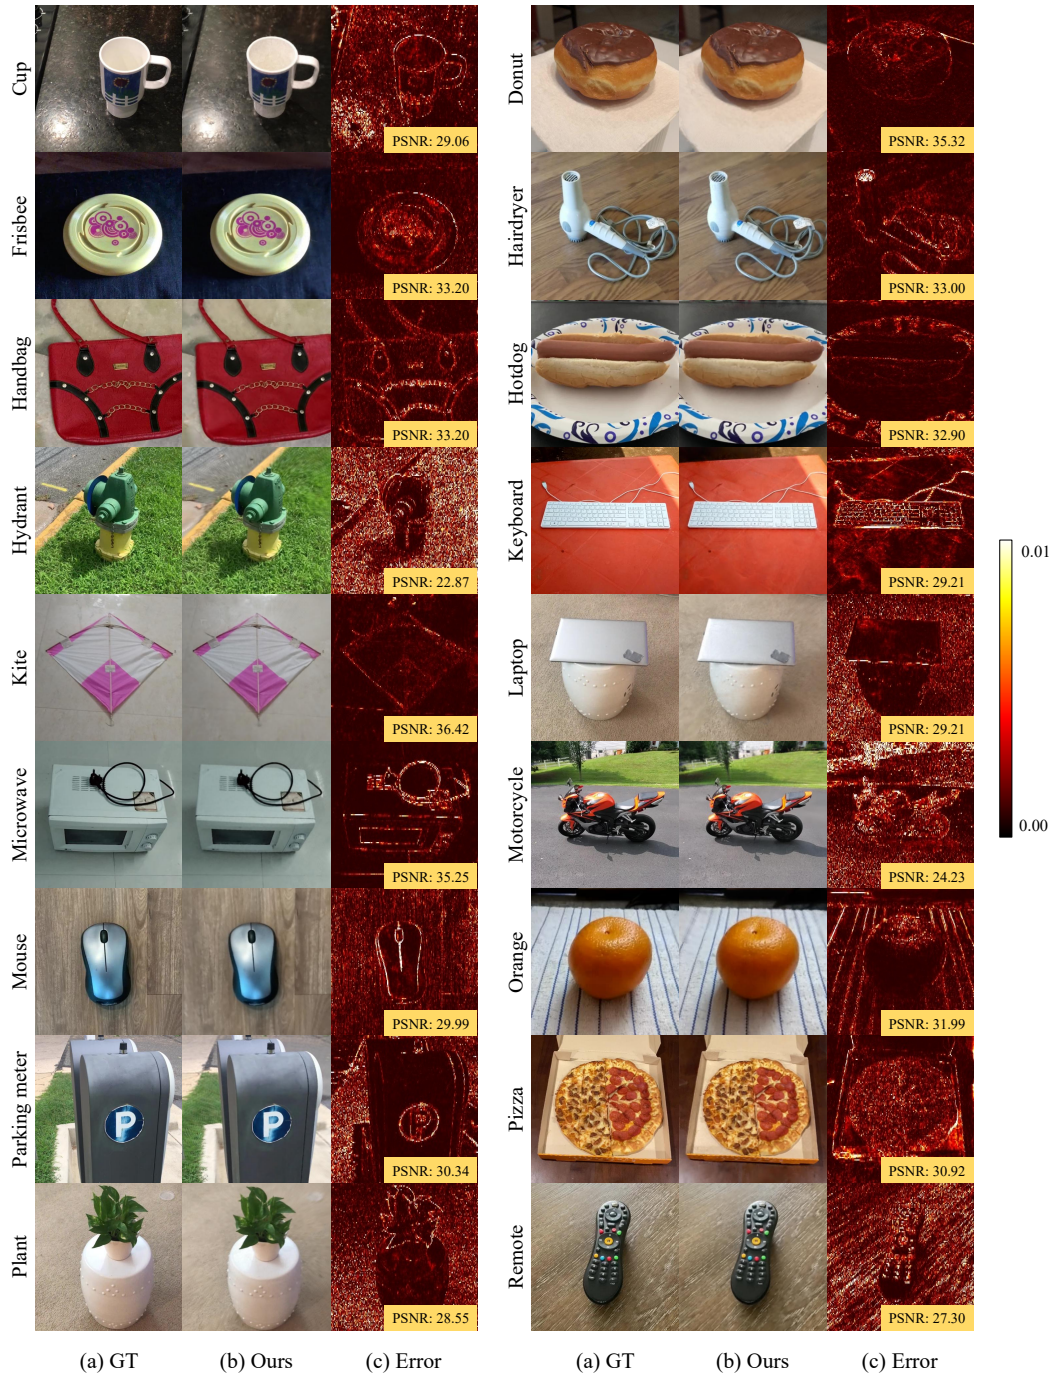 Cup
PSNR: 29.06
Donut
PSNR: 35.32
Frisbee
PSNR: 33.20
Hairdryer
PSNR: 33.00
Handbag
PSNR: 33.20
Hotdog
PSNR: 32.90
Hydrant
PSNR: 22.87
Keyboard
PSNR: 29.21
Kite
PSNR: 36.42
Laptop
PSNR: 29.21
Microwave
PSNR: 35.25
Motorcycle
PSNR: 24.23
Mouse
PSNR: 29.99
Orange
PSNR: 31.99
Parking meter
P
P
PSNR: 30.34
Pizza
PSNR: 30.92
Plant
PSNR: 28.55
Remote
PSNR: 27.30
0.01
0.00
(a) GT
(b) Ours
(c) Error
(a) GT
(b) Ours
(c) Error